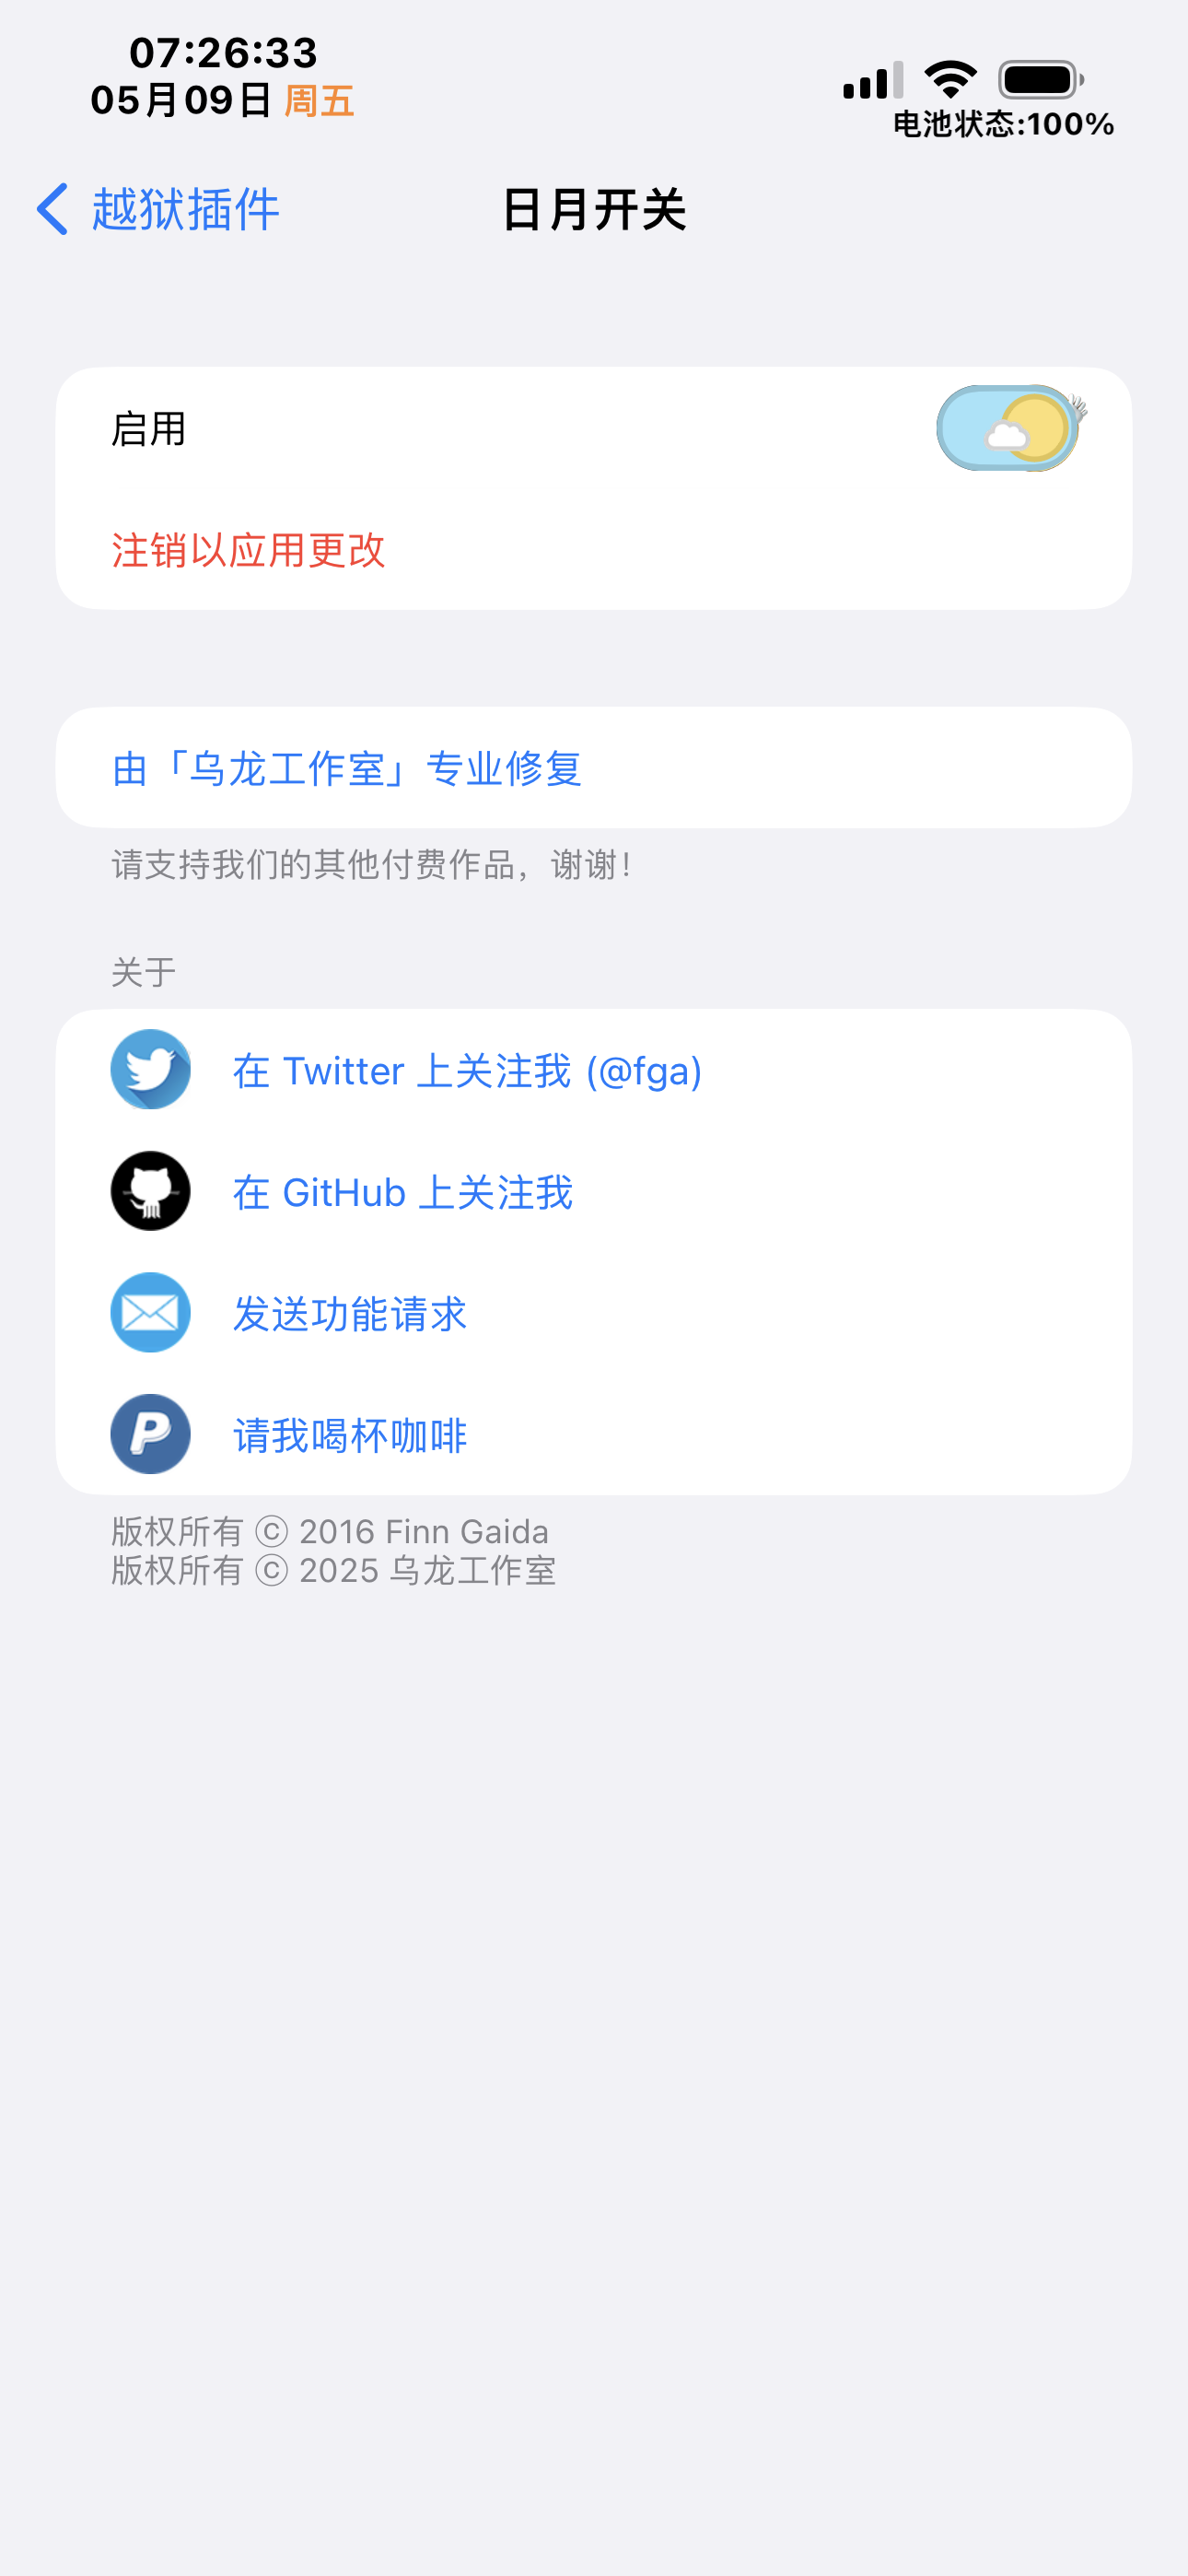 07:26:33
05月09日 周五
电池状态:100%
越狱插件
日月开关
启用
注销以应用更改
由「乌龙工作室」专业修复
请支持我们的其他付费作品，谢谢！
关于
在 Twitter 上关注我 (@fga)
在 GitHub 上关注我
发送功能请求
请我喝杯咖啡
版权所有 ⓒ 2016 Finn Gaida
版权所有 ⓒ 2025 乌龙工作室